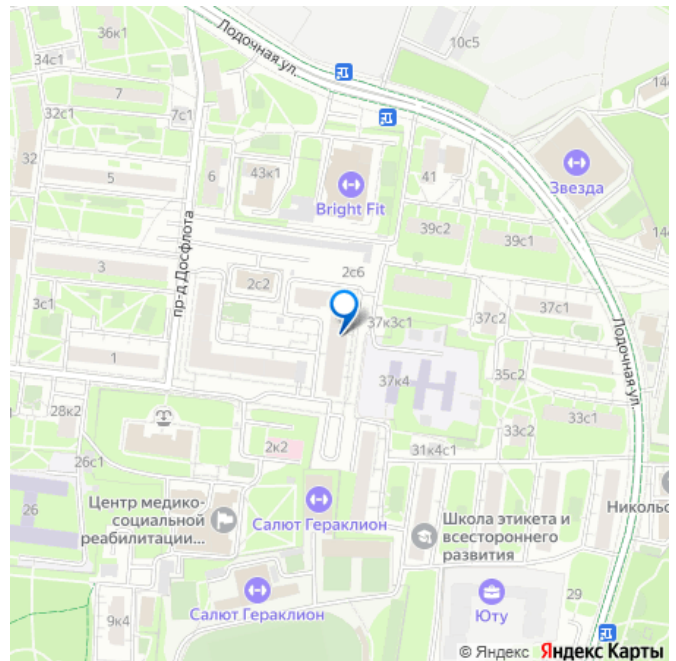 Лодочная ул.
36к1
10с5
34с1
7
14
32с1
7с1
32
5
6
43к1
41
Звезда
Bright Fit
39с2
39с1
14
пр-д Досфлота
3
2с6
2с2
3с1
37к3с1
37с2
37с1
Лодочная ул.
1
37к4
35с2
28к2
33с1
33с2
2к2
31к4с1
26с1
26
Центр медико-
социальной
реабилитации...
Салют Гераклион
Школа этикета и
всестороннего
развития
Никольс
Салют Гераклион
Юту
29
9к4
© Яндекс Яндекс Карты